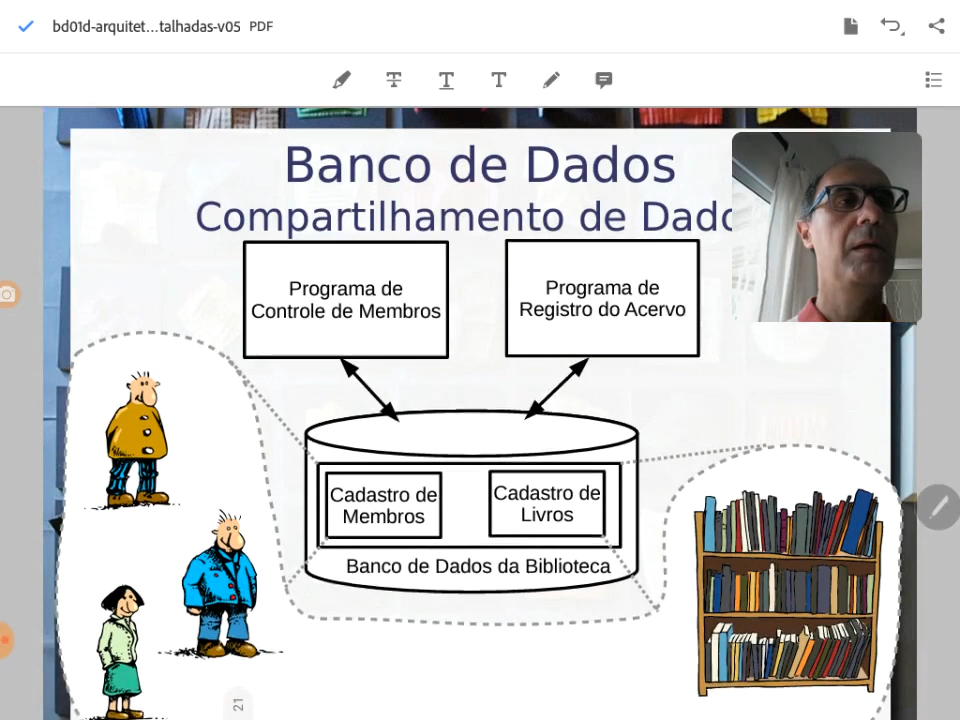 bd01d-arquitet...talhadas-v05 PDF
Banco de Dados
Compartilhamento de Dado
Programa de
Controle de Membros
Programa de
Registro do Acervo
Cadastro de
Membros
Cadastro de
Livros
Banco de Dados da Biblioteca
21